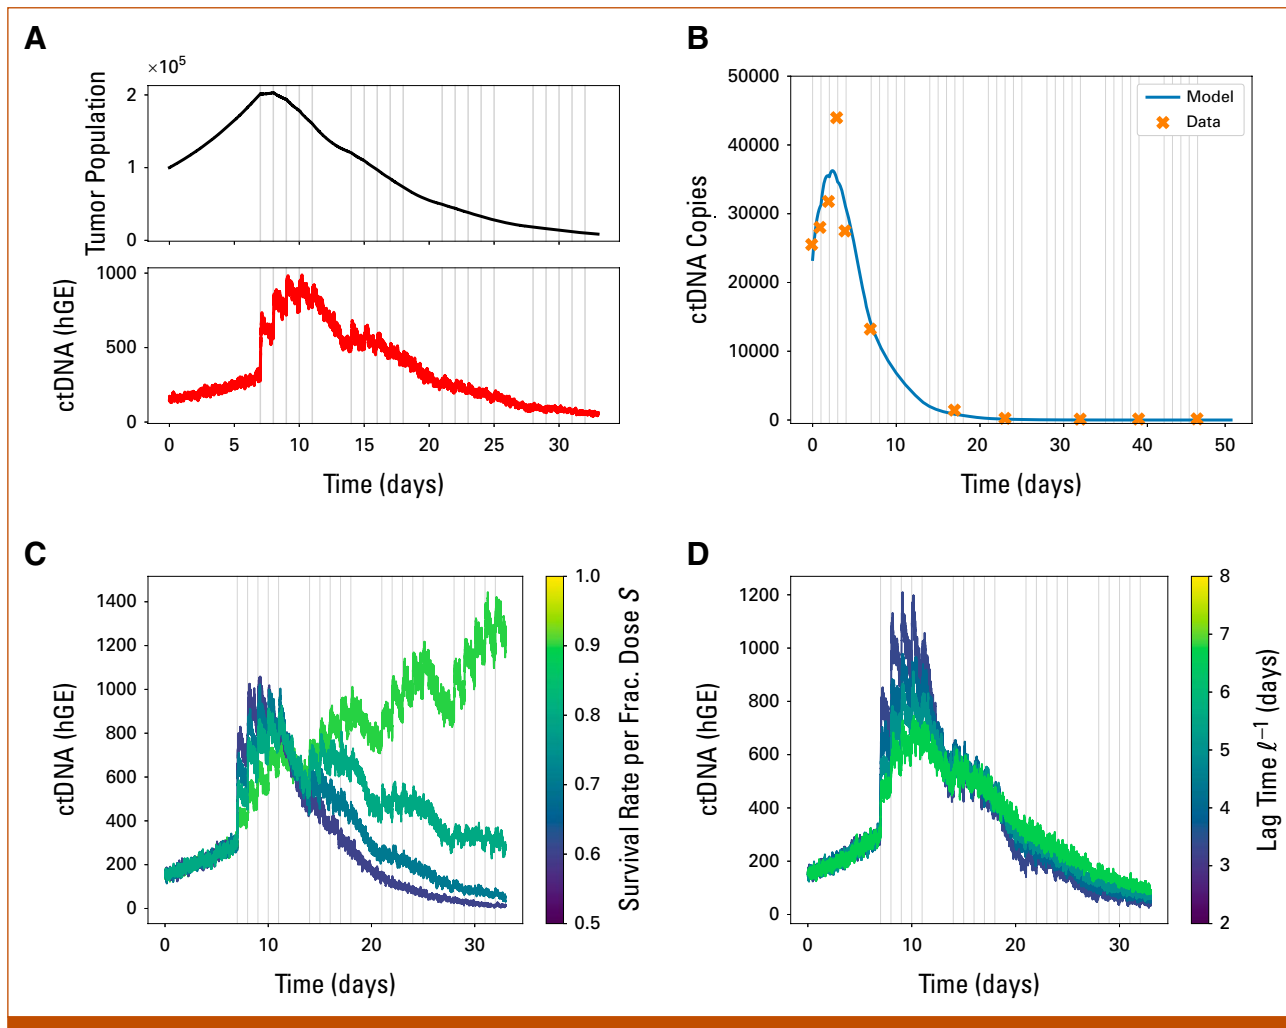 A
×10⁵
Tumor Population
2
1
0
ctDNA (hGE)
1000
500
0
0 5 10 15 20 25 30
Time (days)
B
ctDNA Copies
50000
40000
30000
20000
10000
0
Model
Data
0 10 20 30 40 50
Time (days)
C
ctDNA (hGE)
1400
1200
1000
800
600
400
200
0
0 10 20 30
Time (days)
1.0
0.9
0.8
0.7
0.6
0.5
Survival Rate per Frac. Dose S
D
ctDNA (hGE)
1200
1000
800
600
400
200
0
0 10 20 30
Time (days)
8
7
6
5
4
3
2
Lag Time ℓ⁻¹ (days)